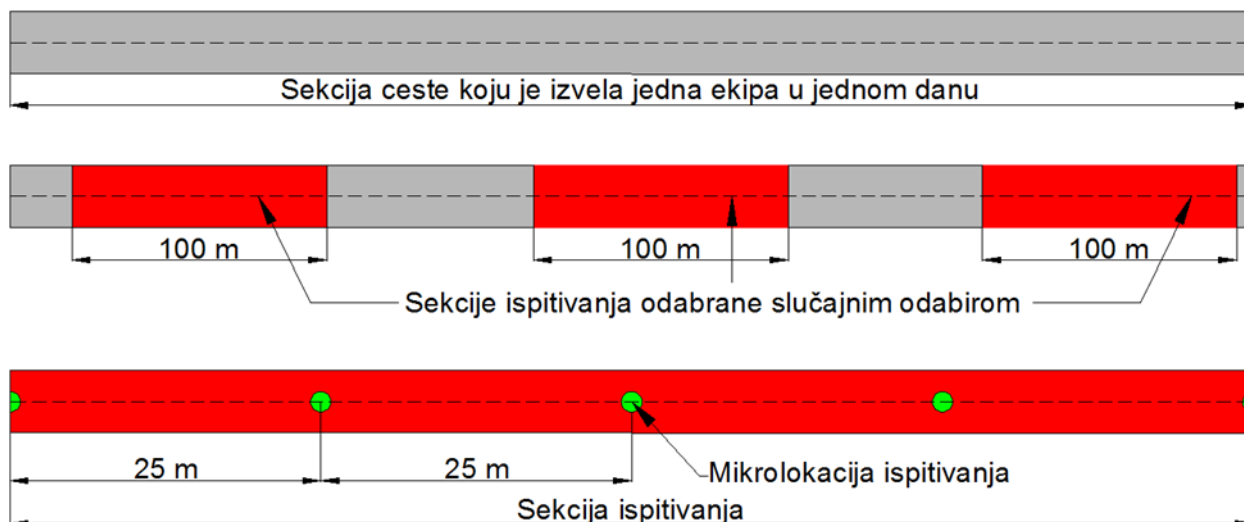 Sekcija ceste koju je izvela jedna ekipa u jednom danu
100 m
100 m
100 m
Sekcije ispitivanja odabrane slučajnim odabirom
25 m
25 m
Mikrolokacija ispitivanja
Sekcija ispitivanja